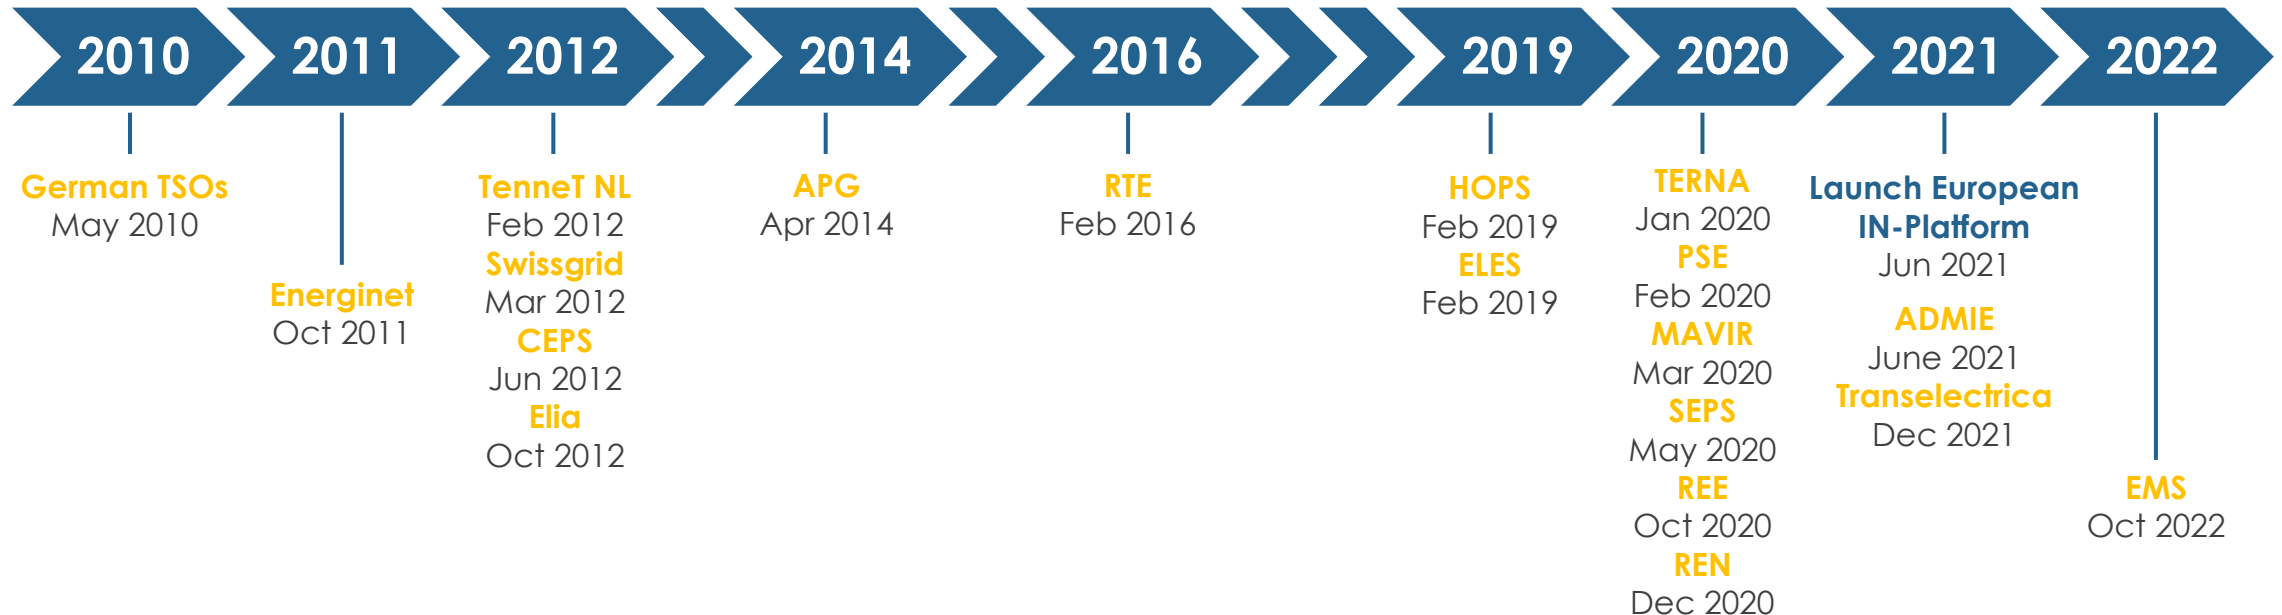 2010
2011
2012
2014
2016
2019
2020
2021
2022
German TSOs
May 2010
Energinet
Oct 2011
TenneT NL
Feb 2012
Swissgrid
Mar 2012
CEPS
Jun 2012
Elia
Oct 2012
APG
Apr 2014
RTE
Feb 2016
HOPS
Feb 2019
ELES
Feb 2019
TERNA
Jan 2020
PSE
Feb 2020
MAVIR
Mar 2020
SEPS
May 2020
REE
Oct 2020
REN
Dec 2020
Launch European
IN-Platform
Jun 2021
ADMIE
June 2021
Transelectrica
Dec 2021
EMS
Oct 2022